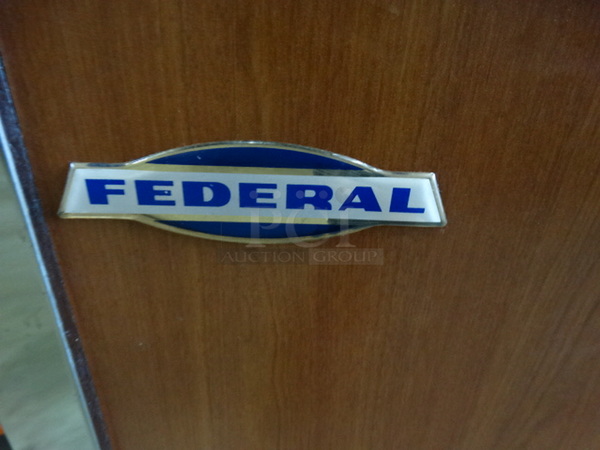 FEDERAL
PCI
AUCTION GROUP